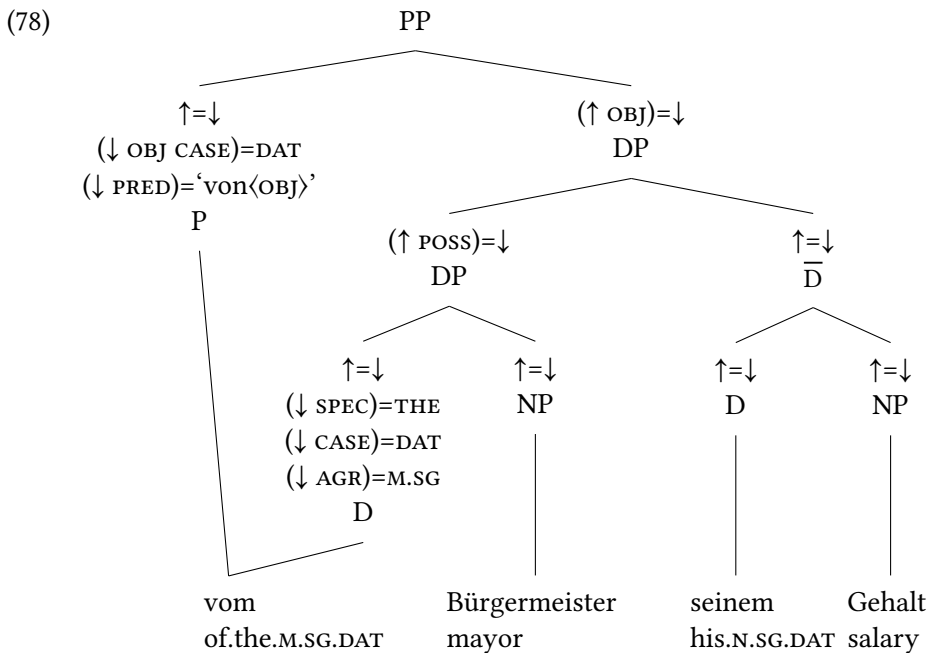 (78) PP
↑=↓ (↑ OBJ)=↓
(↓ OBJ CASE)=DAT DP
(↓ PRED)=‘von⟨OBJ⟩’
P (↑ POSS)=↓ ↑=↓
DP D̅
↑=↓ ↑=↓ ↑=↓ ↑=↓
(↓ SPEC)=THE NP D NP
(↓ CASE)=DAT
(↓ AGR)=M.SG
D
vom Bürgermeister seinem Gehalt
of.the.M.SG.DAT mayor his.N.SG.DAT salary